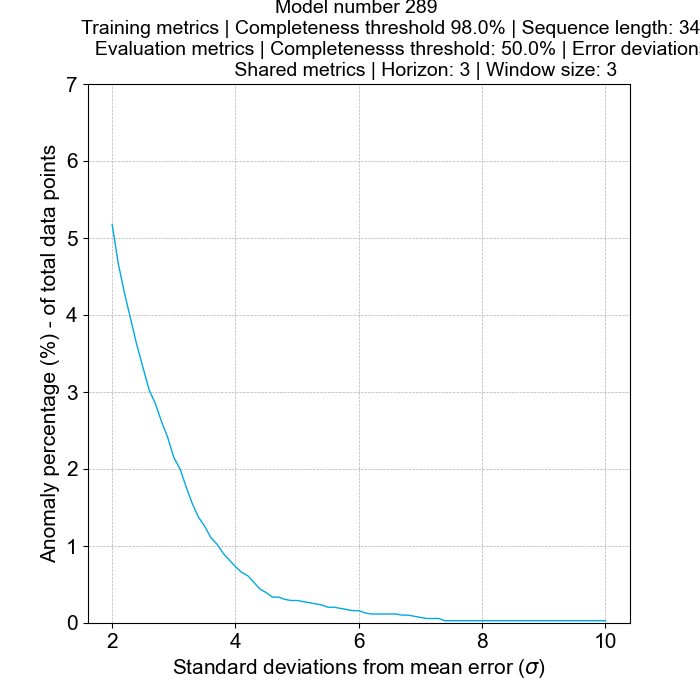 Model number 289
Training metrics | Completeness threshold 98.0% | Sequence length: 34
Evaluation metrics | Completenesss threshold: 50.0% | Error deviation
Shared metrics | Horizon: 3 | Window size: 3
7
6
5
4
3
2
1
0
2 4 6 8 10
Anomaly percentage (%) - of total data points
Standard deviations from mean error (σ)